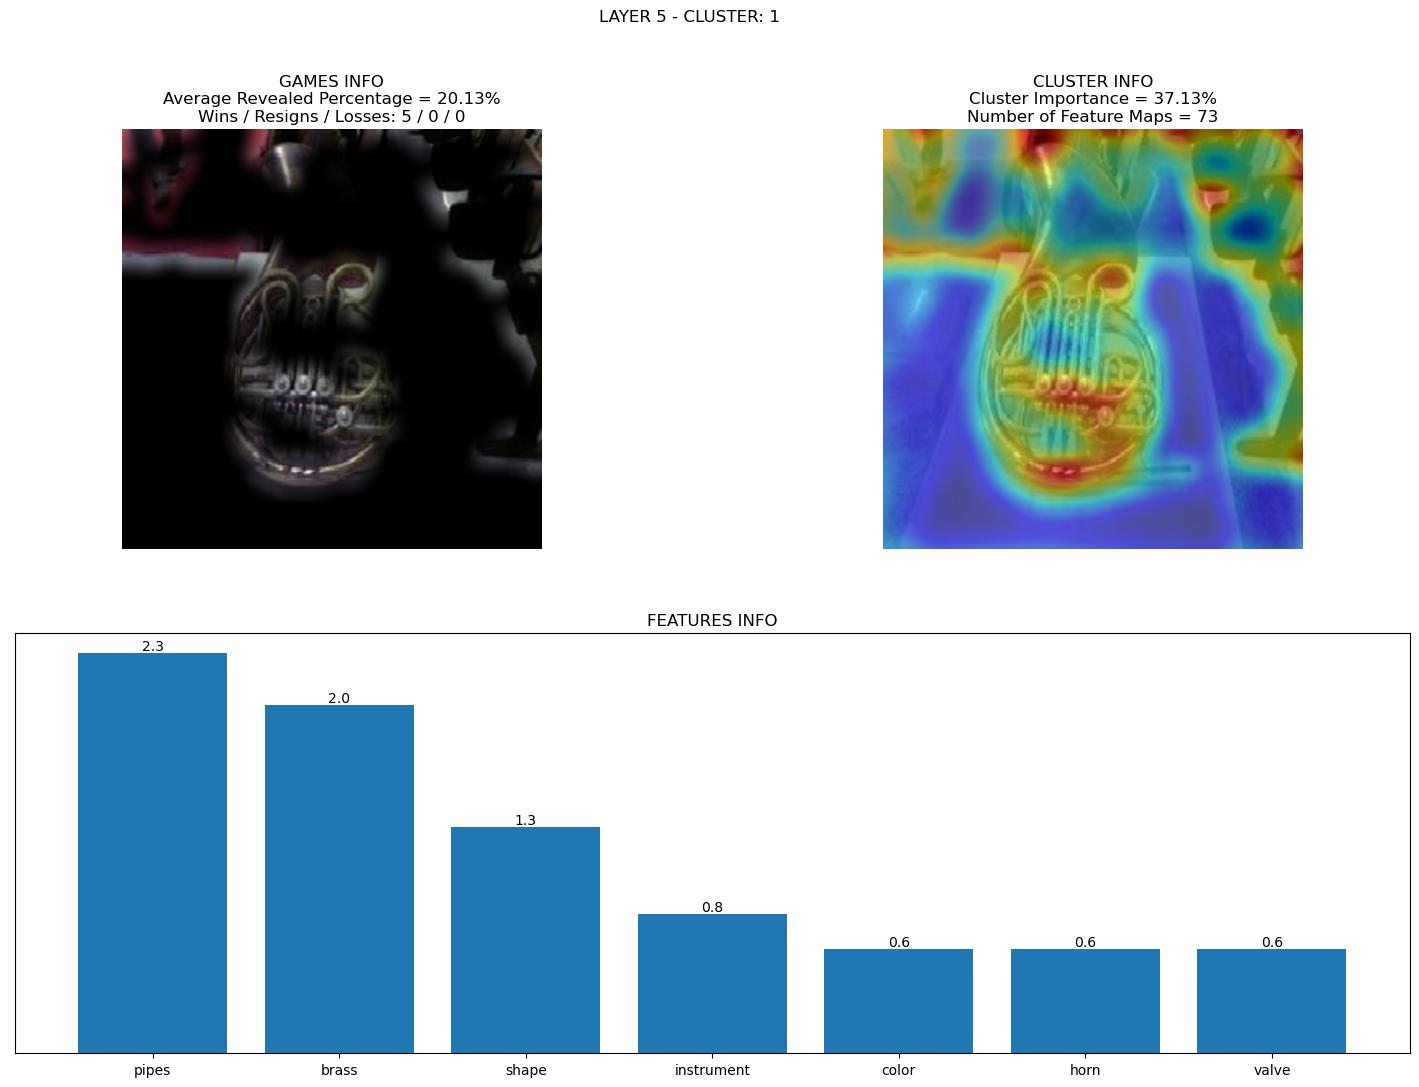 LAYER 5 - CLUSTER: 1
GAMES INFO
Average Revealed Percentage = 20.13%
Wins / Resigns / Losses: 5 / 0 / 0
CLUSTER INFO
Cluster Importance = 37.13%
Number of Feature Maps = 73
FEATURES INFO
2.3
2.0
1.3
0.8
0.6
0.6
0.6
pipes
brass
shape
instrument
color
horn
valve